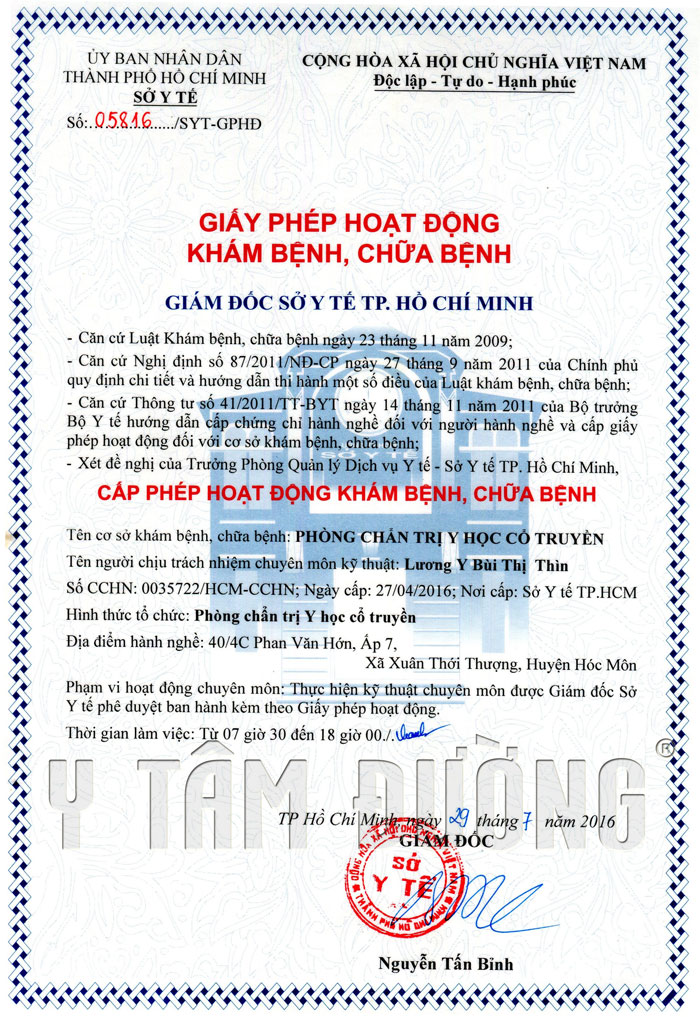 ỦY BAN NHÂN DÂN
THÀNH PHỐ HỒ CHÍ MINH
SỞ Y TẾ
Số:.05816..../SYT-GPHĐ
CỘNG HÒA XÃ HỘI CHỦ NGHĨA VIỆT NAM
Độc lập - Tự do - Hạnh phúc
GIẤY PHÉP HOẠT ĐỘNG
KHÁM BỆNH, CHỮA BỆNH
GIÁM ĐỐC SỞ Y TẾ TP. HỒ CHÍ MINH
- Căn cứ Luật Khám bệnh, chữa bệnh ngày 23 tháng 11 năm 2009;
- Căn cứ Nghị định số 87/2011/NĐ-CP ngày 27 tháng 9 năm 2011 của Chính phủ
quy định chi tiết và hướng dẫn thi hành một số điều của Luật khám bệnh, chữa bệnh;
- Căn cứ Thông tư số 41/2011/TT-BYT ngày 14 tháng 11 năm 2011 của Bộ trưởng
Bộ Y tế hướng dẫn cấp chứng chỉ hành nghề đối với người hành nghề và cấp giấy
phép hoạt động đối với cơ sở khám bệnh, chữa bệnh;
SỞ Y TẾ
- Xét đề nghị của Trưởng Phòng Quản lý Dịch vụ Y tế - Sở Y tế TP. Hồ Chí Minh,
CẤP PHÉP HOẠT ĐỘNG KHÁM BỆNH, CHỮA BỆNH
Tên cơ sở khám bệnh, chữa bệnh: PHÒNG CHẨN TRỊ Y HỌC CỔ TRUYỀN
Tên người chịu trách nhiệm chuyên môn kỹ thuật: Lương Y Bùi Thị Thìn
Số CCHN: 0035722/HCM-CCHN; Ngày cấp: 27/04/2016; Nơi cấp: Sở Y tế TP.HCM
Hình thức tổ chức: Phòng chẩn trị Y học cổ truyền
Địa điểm hành nghề: 40/4C Phan Văn Hớn, Ấp 7,
Xã Xuân Thới Thượng, Huyện Hóc Môn
Phạm vi hoạt động chuyên môn: Thực hiện kỹ thuật chuyên môn được Giám đốc Sở
Y tế phê duyệt ban hành kèm theo Giấy phép hoạt động.
Thời gian làm việc: Từ 07 giờ 30 đến 18 giờ 00./.
Y TÂM ĐƯỜNG ®
TP Hồ Chí Minh, ngày 29 tháng 7 năm 2016
GIÁM ĐỐC
CỘNG HÒA XÃ HỘI CHỦ NGHĨA VIỆT NAM
SỞ
Y TẾ
THÀNH PHỐ HỒ CHÍ MINH
Nguyễn Tấn Bỉnh